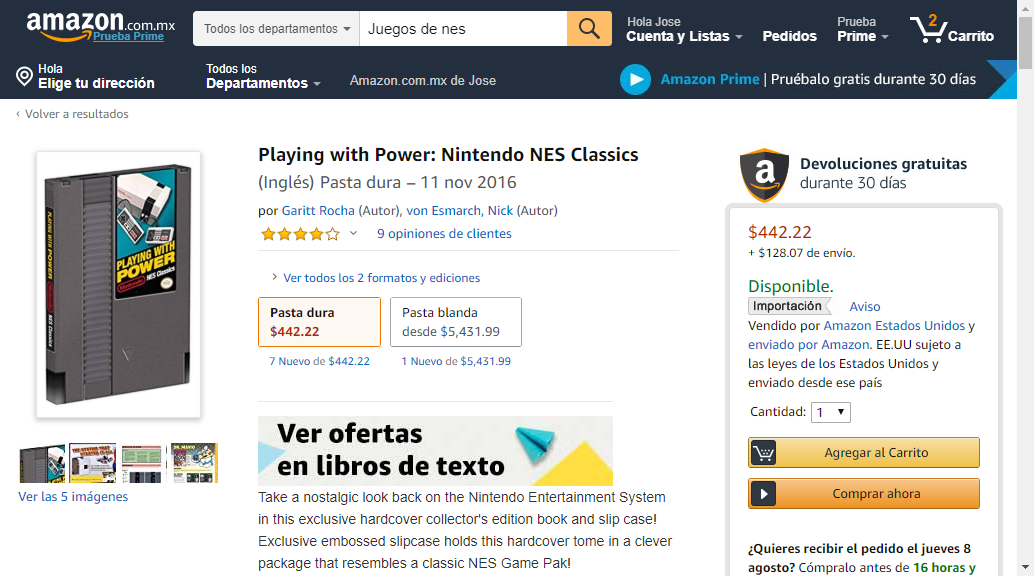 amazon.com.mx
Prueba Prime
Todos los departamentos
Juegos de nes
Hola Jose
Cuenta y Listas
Pedidos
Prueba
Prime
2
Carrito
Hola
Elige tu dirección
Todos los
Departamentos
Amazon.com.mx de Jose
Amazon Prime | Pruébalo gratis durante 30 días
‹ Volver a resultados
PLAYING WITH POWER
Nintendo NES Classics
PLAYING WITH
POWER
Nintendo NES Classics
Ver las 5 imágenes
Playing with Power: Nintendo NES Classics
(Inglés) Pasta dura – 11 nov 2016
por Garitt Rocha (Autor), von Esmarch, Nick (Autor)
9 opiniones de clientes
Ver todos los 2 formatos y ediciones
Pasta dura
$442.22
Pasta blanda
desde $5,431.99
7 Nuevo de $442.22
1 Nuevo de $5,431.99
Ver ofertas
en libros de texto
Take a nostalgic look back on the Nintendo Entertainment System
in this exclusive hardcover collector's edition book and slip case!
Exclusive embossed slipcase holds this hardcover tome in a clever
package that resembles a classic NES Game Pak!
a
Devoluciones gratuitas
durante 30 días
$442.22
+ $128.07 de envío.
Disponible.
Importación Aviso
Vendido por Amazon Estados Unidos y
enviado por Amazon. EE.UU sujeto a
las leyes de los Estados Unidos y
enviado desde ese país
Cantidad: 1
Agregar al Carrito
Comprar ahora
¿Quieres recibir el pedido el jueves 8
agosto? Cómpralo antes de 16 horas y